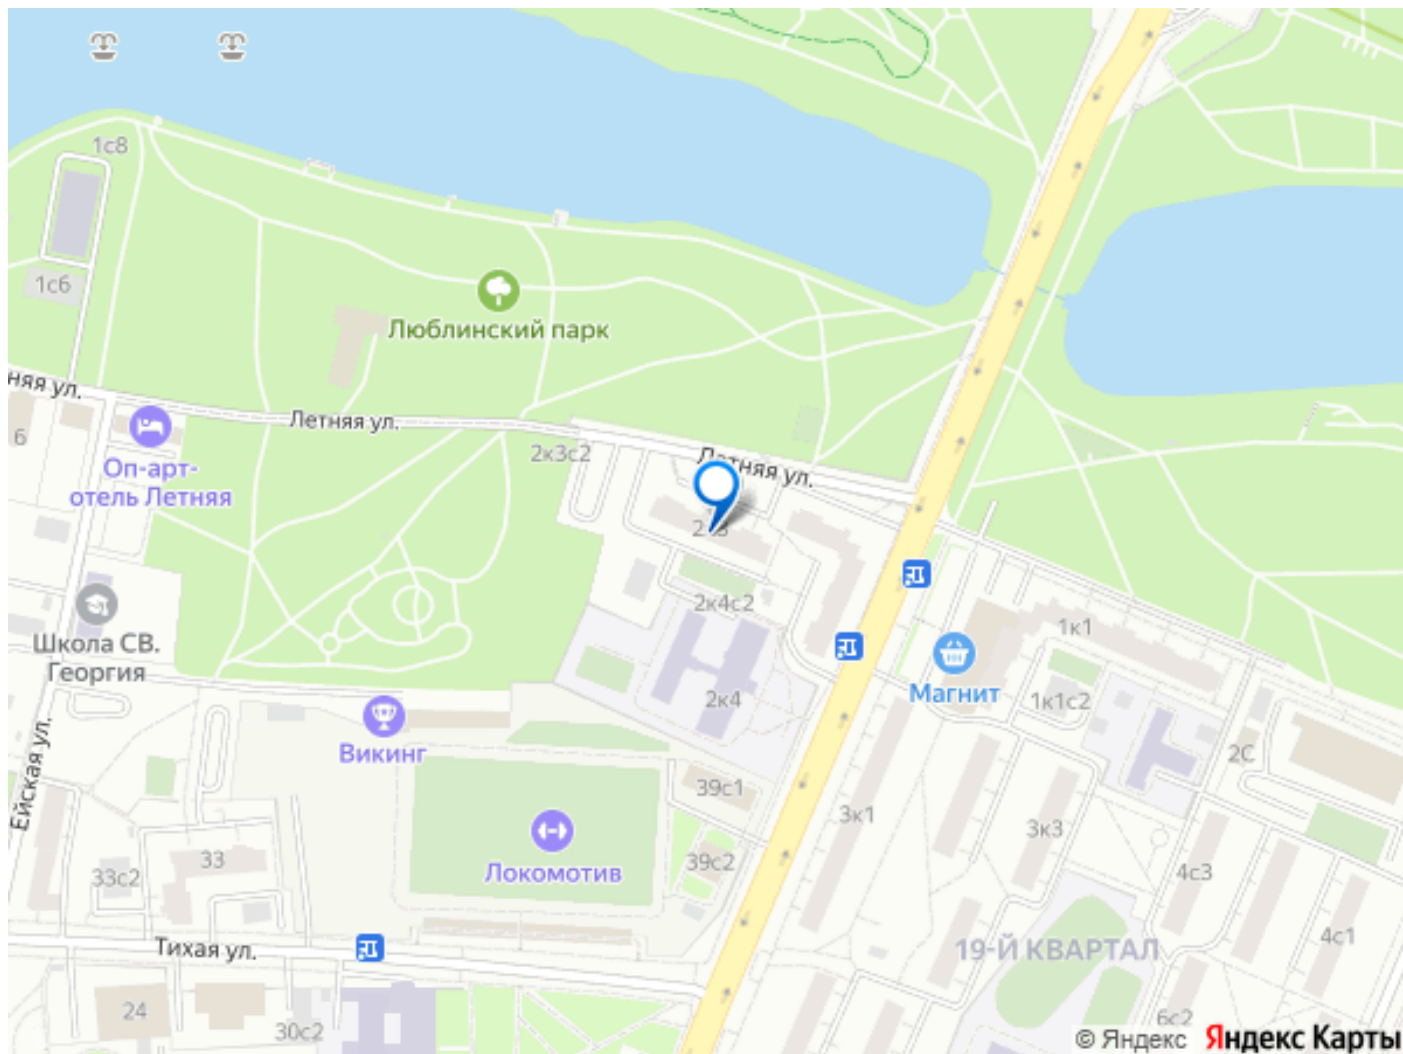 1с8
1с6
Люблинский парк
няя ул.
Летняя ул.
Летняя ул.
6
Оп-арт-
отель Летняя
2к3с2
2к4с2
Школа СВ.
Георгия
1к1
Магнит
2к4
1к1с2
Викинг
2С
Ейская ул.
39с1
3к1
3к3
33
39с2
33с2
Локомотив
4с3
Тихая ул.
19-Й КВАРТАЛ
4с1
24
30с2
6с2
© Яндекс Яндекс Карты